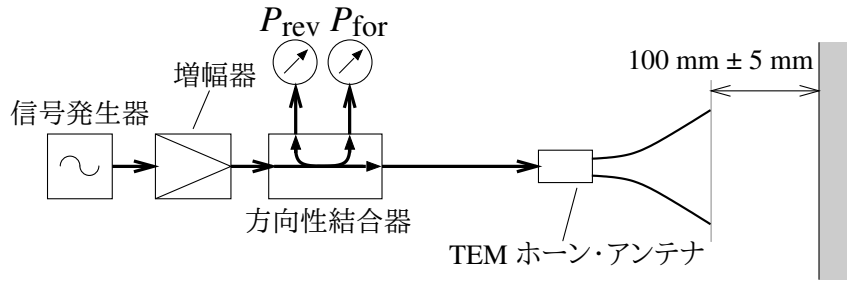 P_rev P_for
増幅器
100 mm ± 5 mm
信号発生器
方向性結合器
TEM ホーン・アンテナ